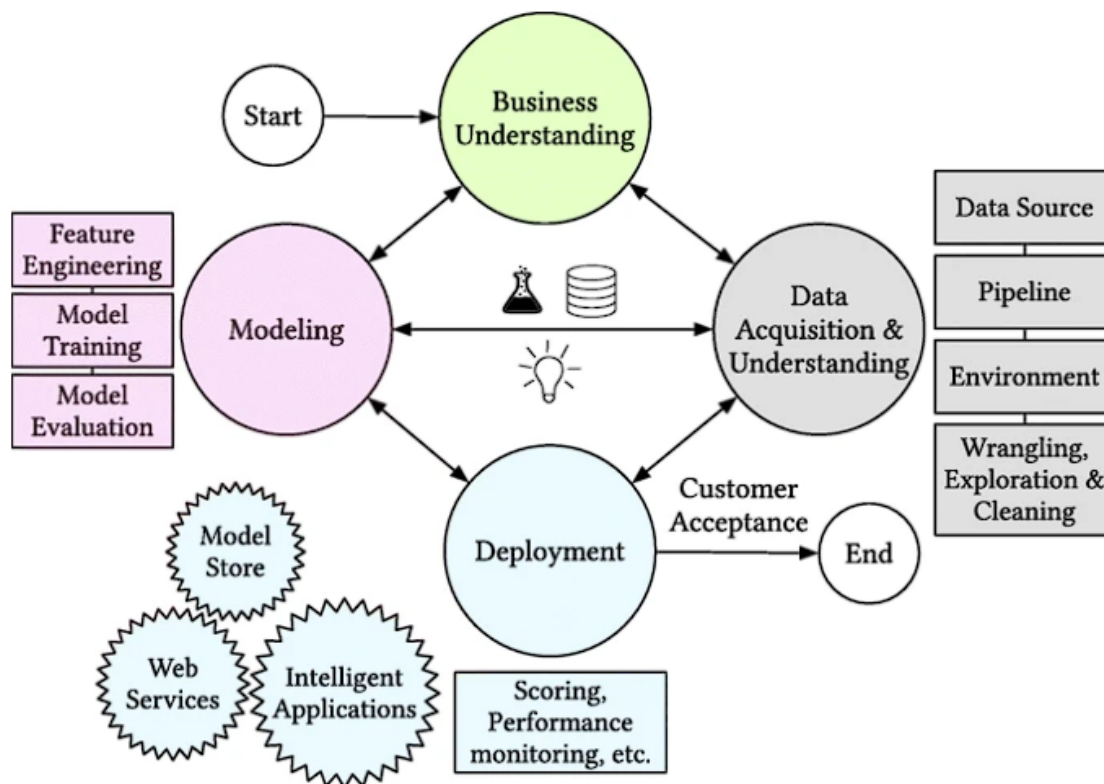 Start
Business
Understanding
Feature
Engineering
Model
Training
Model
Evaluation
Modeling
Data
Acquisition &
Understanding
Data Source
Pipeline
Environment
Wrangling,
Exploration &
Cleaning
Deployment
Customer
Acceptance
End
Model
Store
Web
Services
Intelligent
Applications
Scoring,
Performance
monitoring, etc.